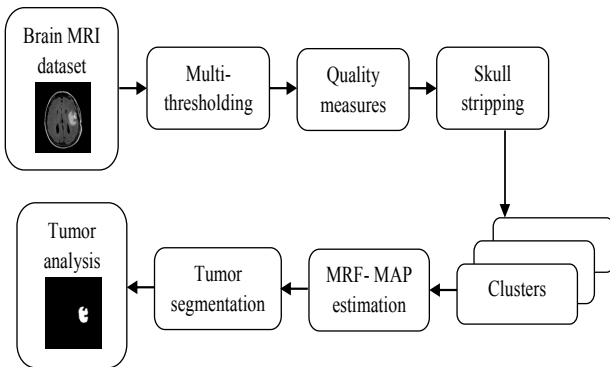 Brain MRI
dataset
Multi-
thresholding
Quality
measures
Skull
stripping
Clusters
MRF- MAP
estimation
Tumor
segmentation
Tumor
analysis